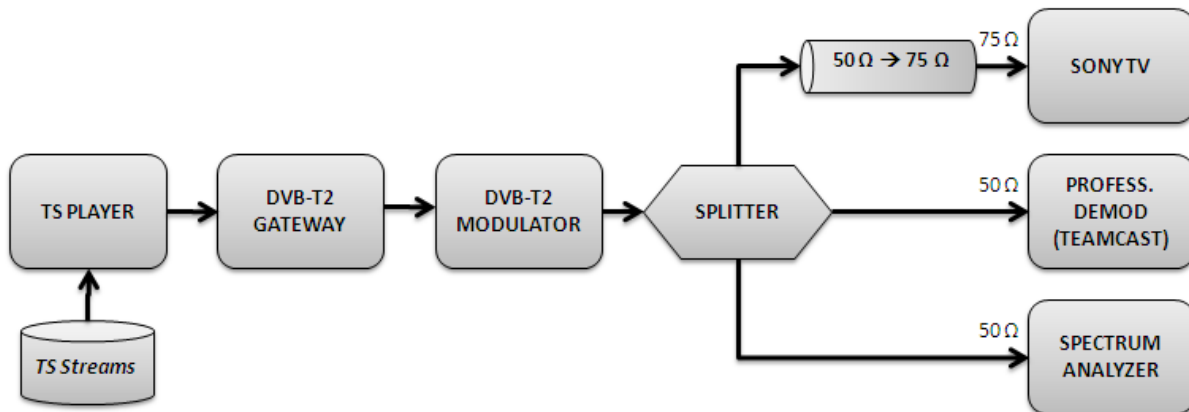 TS PLAYER
TS Streams
DVB-T2
GATEWAY
DVB-T2
MODULATOR
SPLITTER
50 Ω → 75 Ω
75 Ω
SONY TV
50 Ω
PROFESS.
DEMOD
(TEAMCAST)
50 Ω
SPECTRUM
ANALYZER